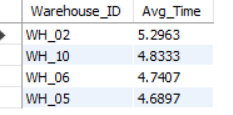 Warehouse_ID Avg_Time
WH_02 5.2963
WH_10 4.8333
WH_06 4.7407
WH_05 4.6897